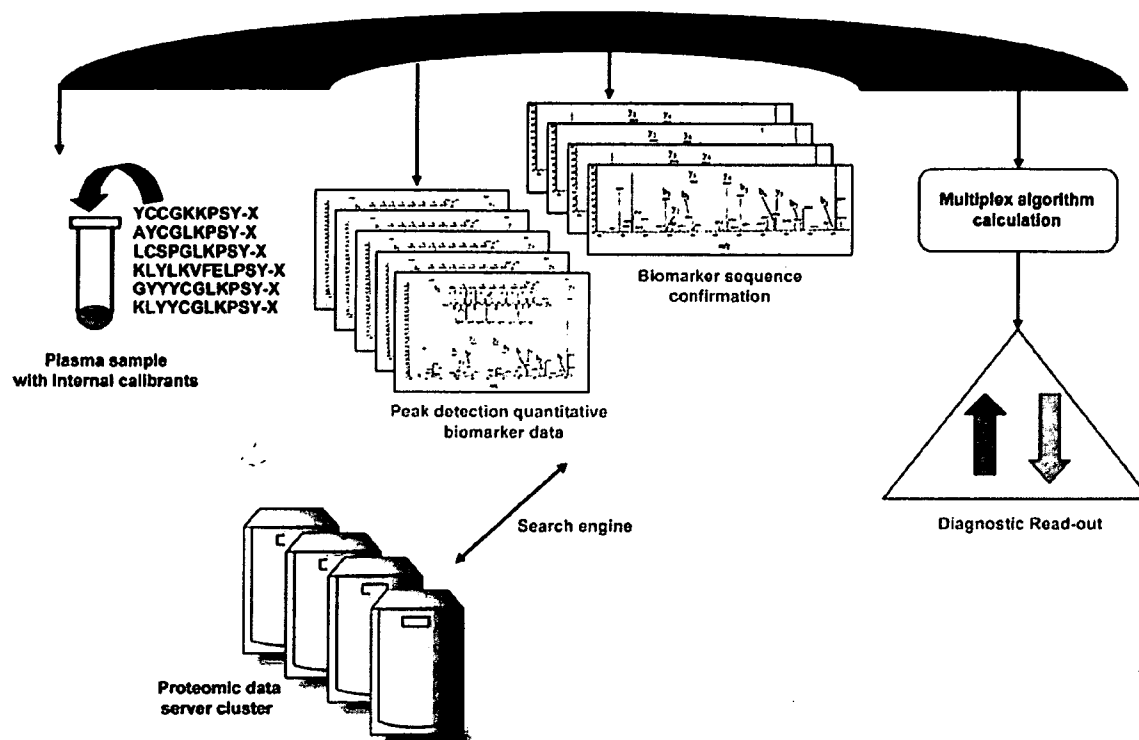 YCCGKKPSY-X
AYCGLKPSY-X
LCSPGLKPSY-X
KLYLKVFELPSY-X
GYYYCGLKPSY-X
KLYYCGLKPSY-X
Plasma sample
with internal calibrants
Peak detection quantitative
biomarker data
Biomarker sequence
confirmation
Multiplex algorithm
calculation
Diagnostic Read-out
Search engine
Proteomic data
server cluster